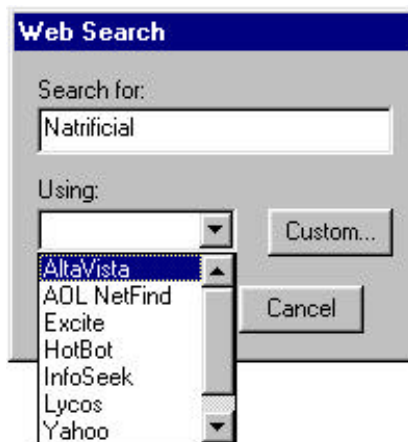 Web Search
Search for:
Natrificial
Using:
Custom...
AltaVista
AOL NetFind
Excite
HotBot
InfoSeek
Lycos
Yahoo
Cancel